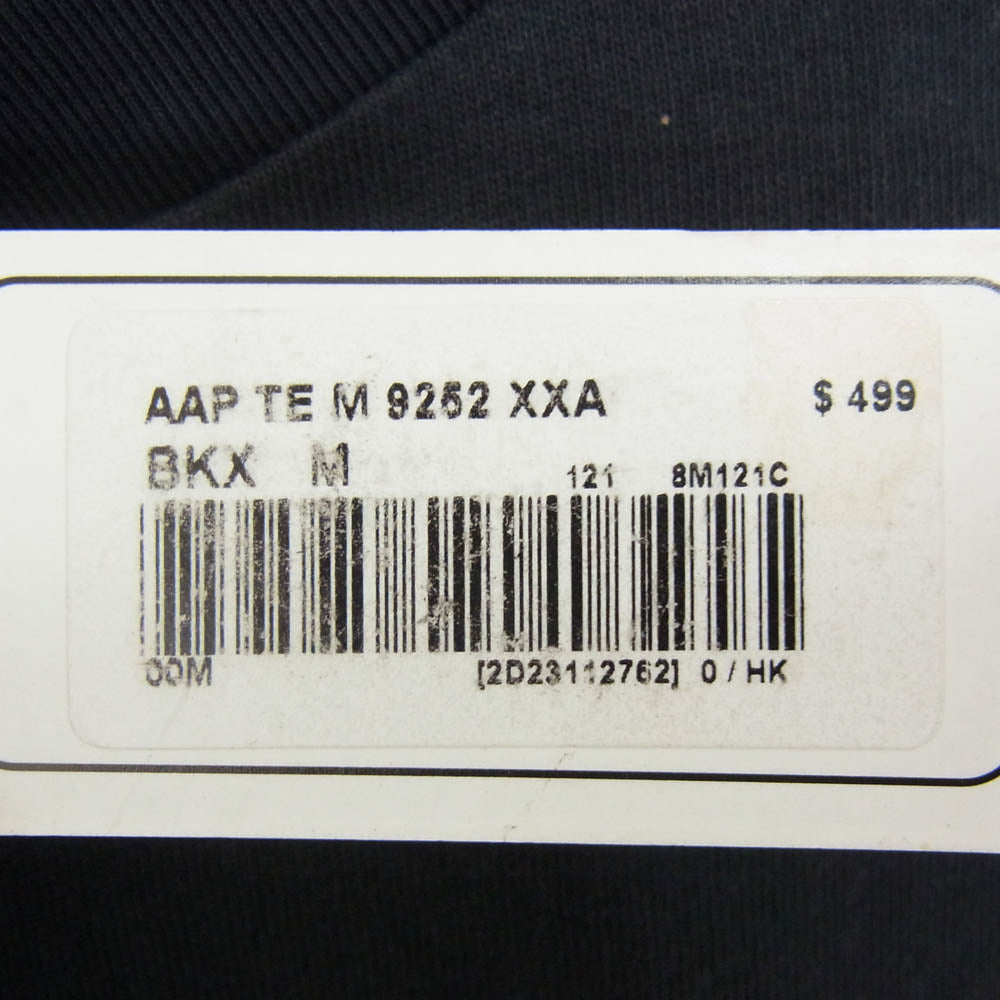 AAP TE M 9252 XXA $ 499
BKX M
121 8M121C
00M [2D23112762] 0 / HK